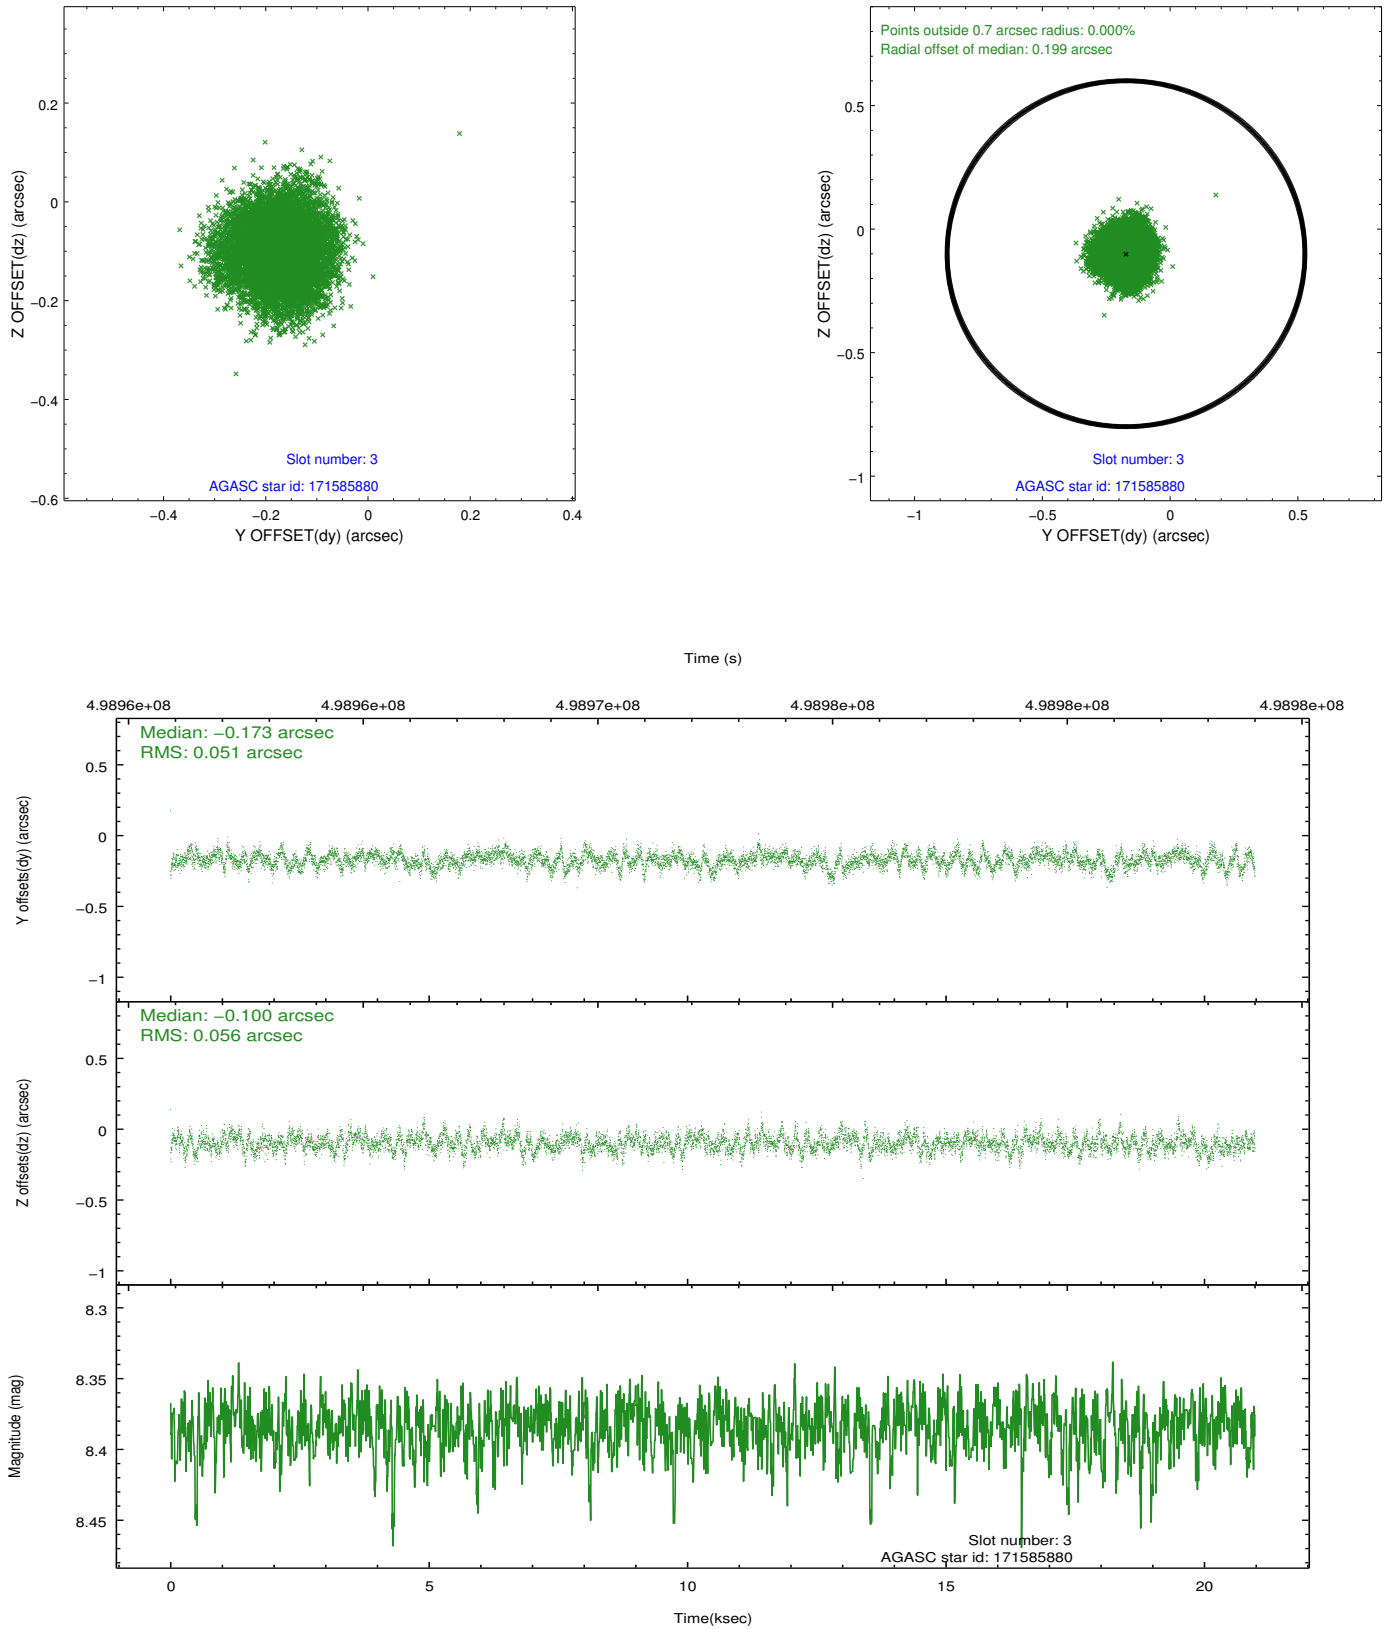 0.2
0
−0.2
−0.4
−0.6
Z OFFSET(dz) (arcsec)
Slot number: 3
AGASC star id: 171585880
−0.4 −0.2 0 0.2 0.4
Y OFFSET(dy) (arcsec)
Points outside 0.7 arcsec radius: 0.000%
Radial offset of median: 0.199 arcsec
0.5
0
−0.5
−1
Z OFFSET(dz) (arcsec)
Slot number: 3
AGASC star id: 171585880
−1 −0.5 0 0.5
Y OFFSET(dy) (arcsec)
Time (s)
4.9896e+08 4.9896e+08 4.9897e+08 4.9898e+08 4.9898e+08 4.9898e+08
Median: −0.173 arcsec
RMS: 0.051 arcsec
0.5
0
−0.5
−1
Y offsets(dy) (arcsec)
Median: −0.100 arcsec
RMS: 0.056 arcsec
0.5
0
−0.5
−1
Z offsets(dz) (arcsec)
8.3
8.35
8.4
8.45
Magnitude (mag)
Slot number: 3
AGASC star id: 171585880
0 5 10 15 20
Time(ksec)